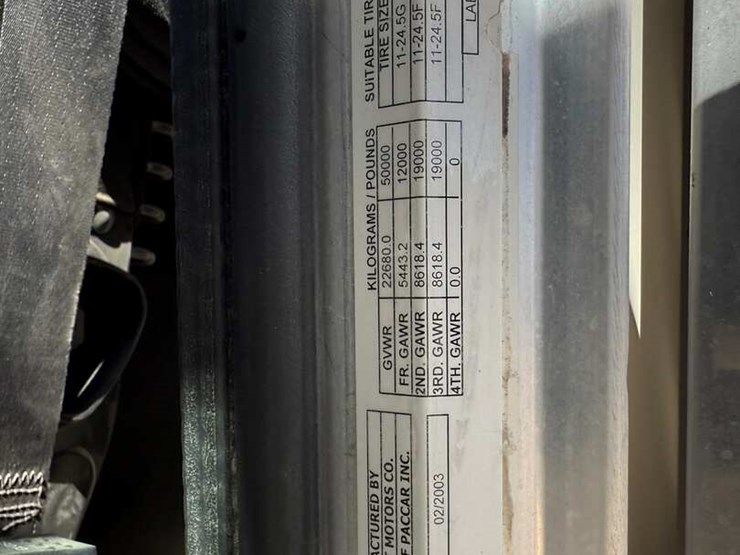 ACTURED BY
MOTORS CO.
PACCAR INC.
02/2003
KILOGRAMS / POUNDS
GVWR 22680.0 50000
FR. GAWR 5443.2 12000
2ND. GAWR 8618.4 19000
3RD. GAWR 8618.4 19000
4TH. GAWR 0.0 0
SUITABLE TIR
TIRE SIZE
11-24.5G
11-24.5F
11-24.5F
LA